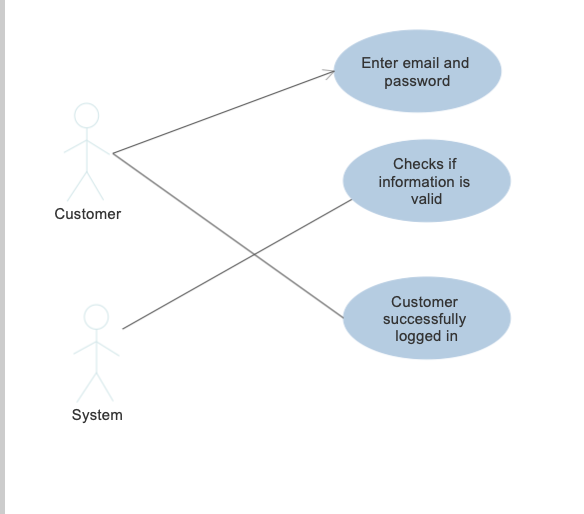 Enter email and
password
Checks if
information is
valid
Customer
Customer
successfully
logged in
System